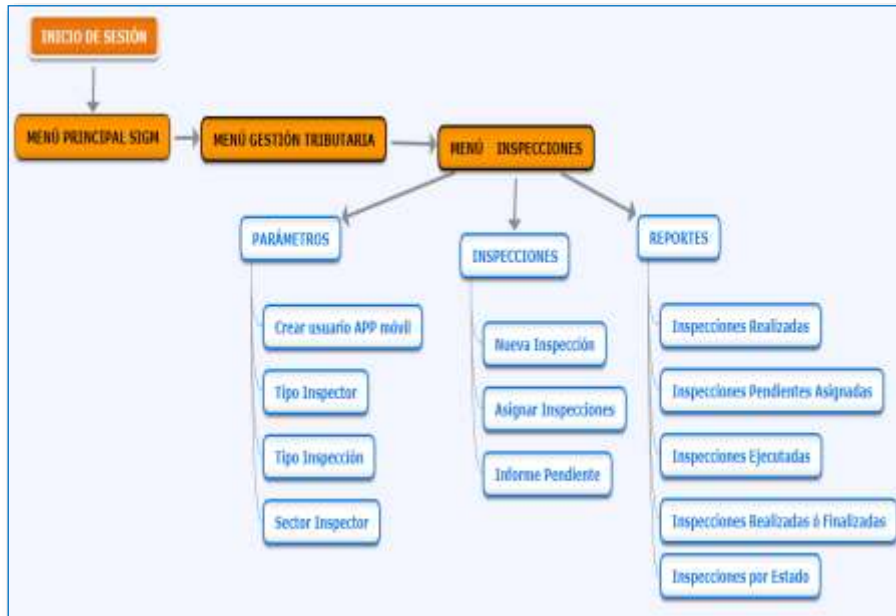 INICIO DE SESIÓN
MENÚ PRINCIPAL SIGM
MENÚ GESTIÓN TRIBUTARIA
MENÚ INSPECCIONES
PARÁMETROS
Crear usuario APP móvil
Tipo Inspector
Tipo Inspección
Sector Inspector
INSPECCIONES
Nueva Inspección
Asignar Inspecciones
Informe Pendiente
REPORTES
Inspecciones Realizadas
Inspecciones Pendientes Asignadas
Inspecciones Ejecutadas
Inspecciones Realizadas ó Finalizadas
Inspecciones por Estado